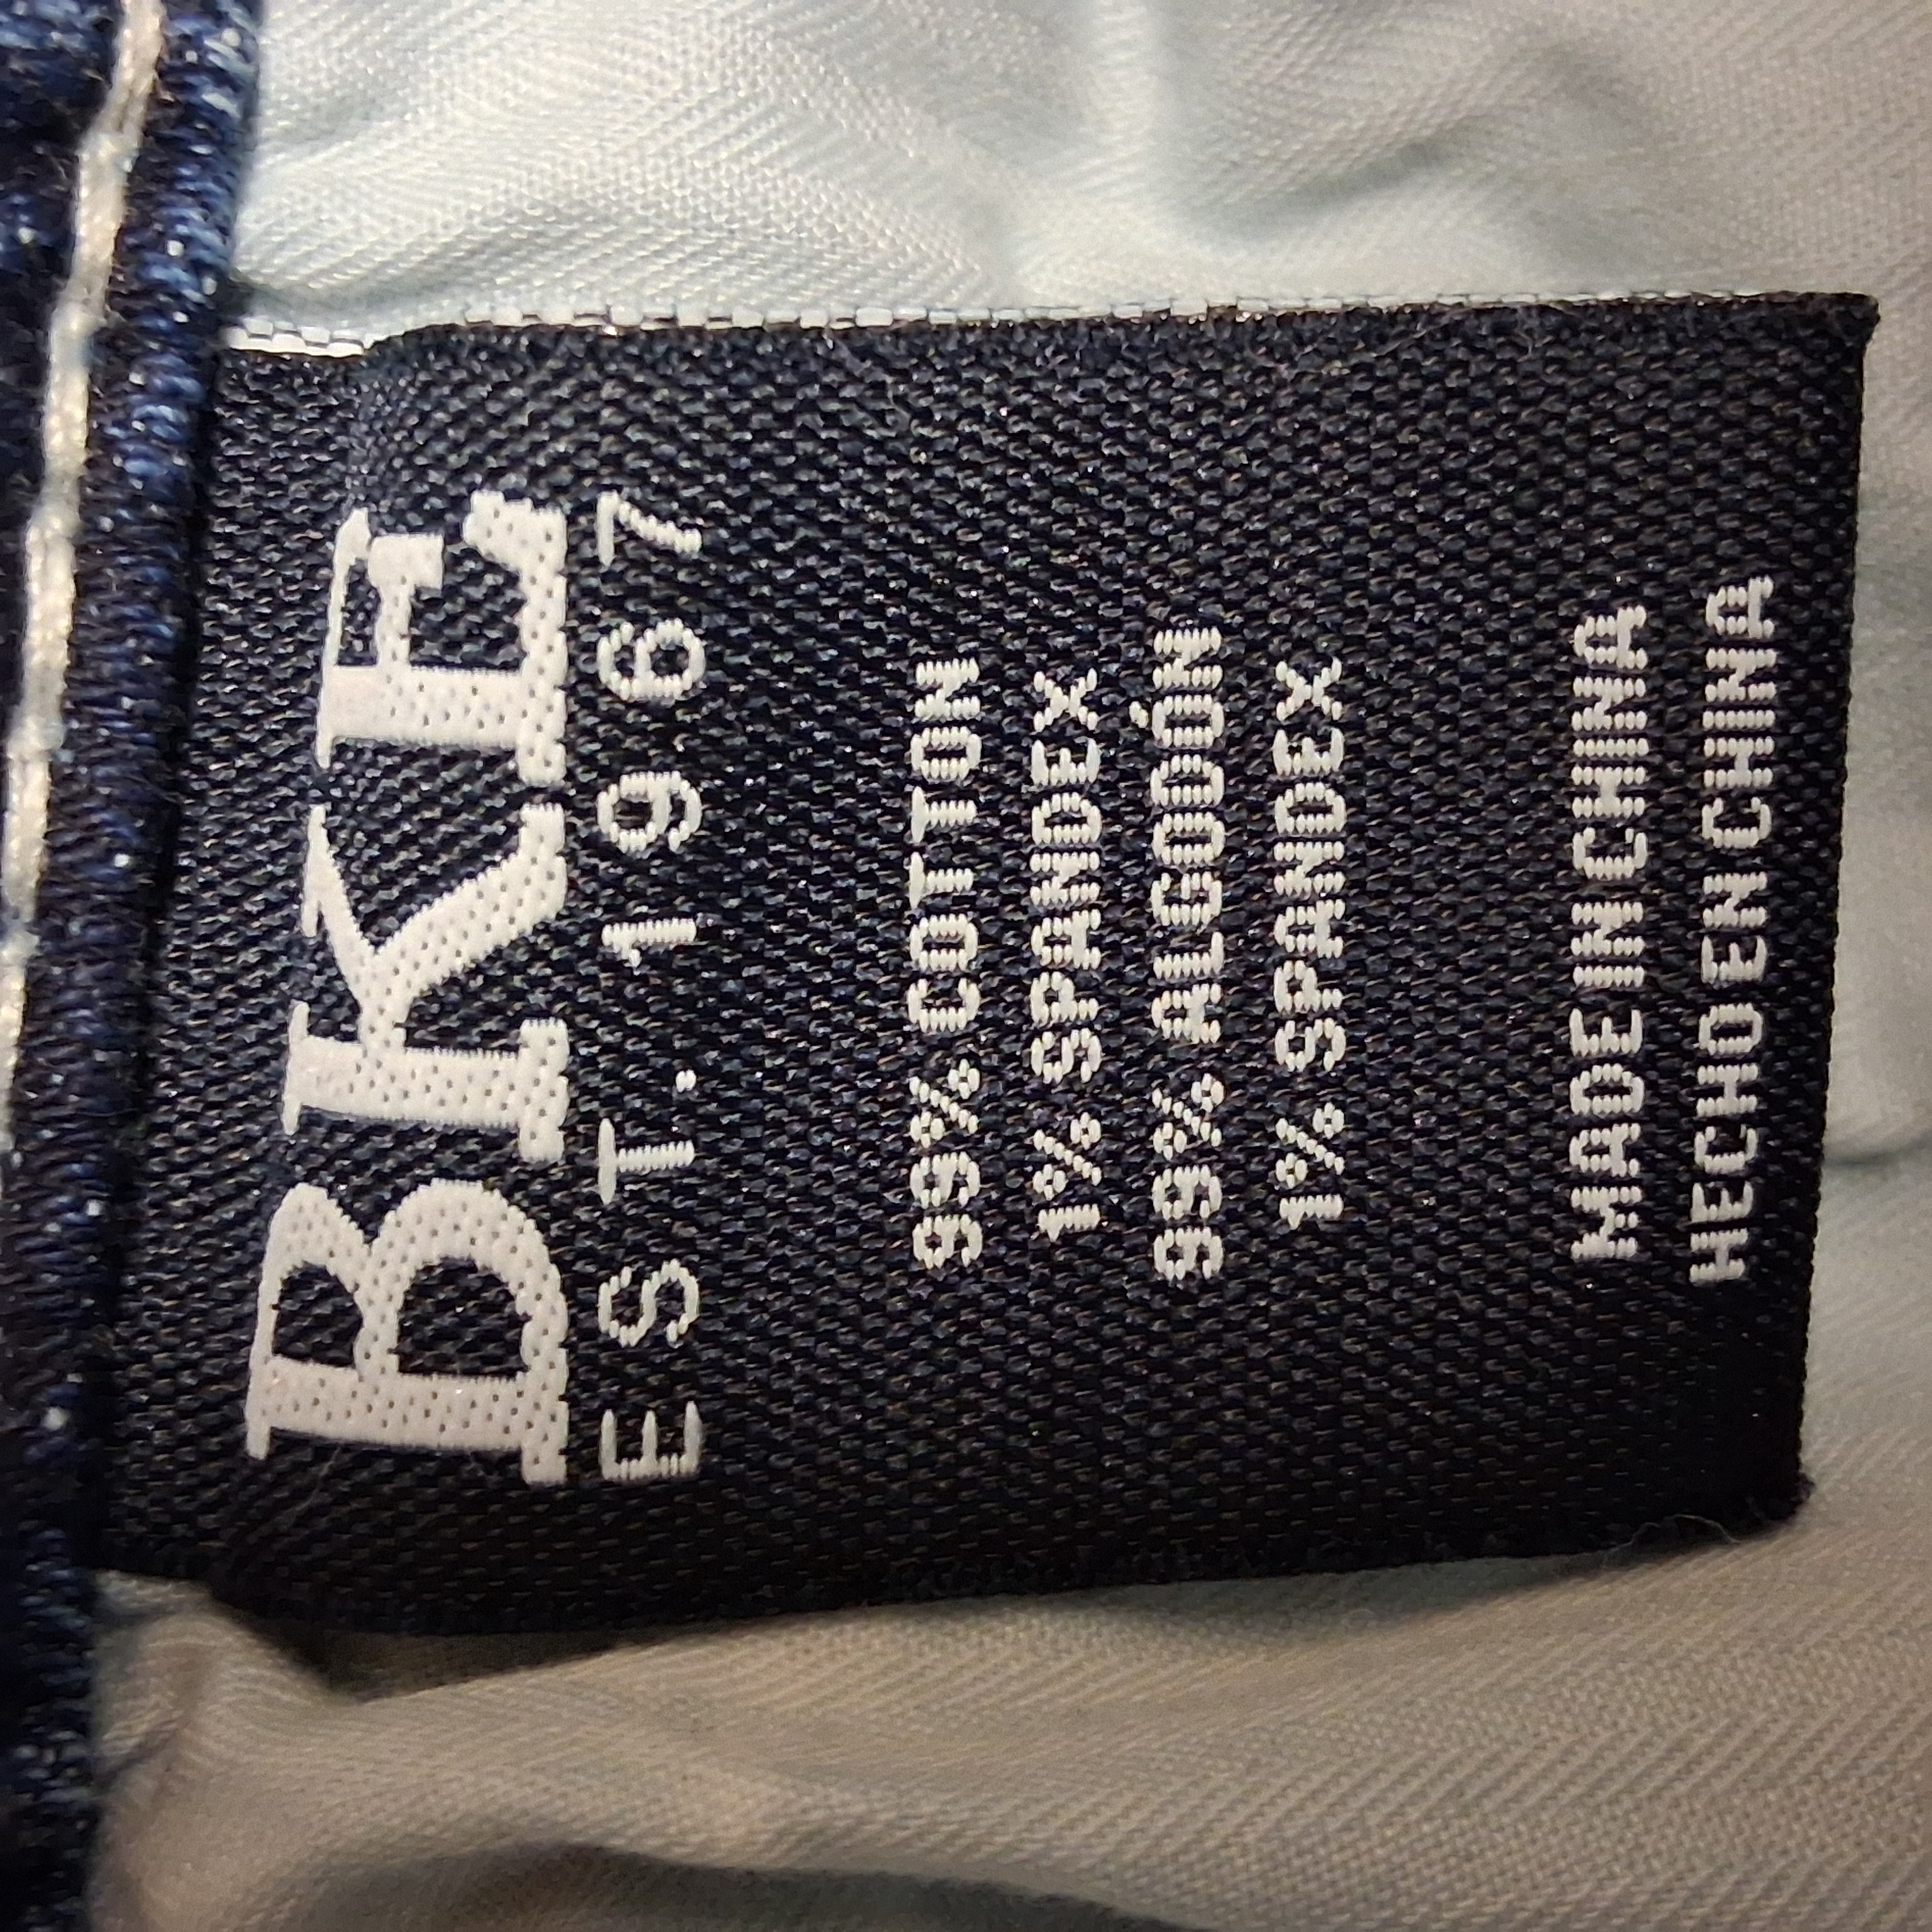 BKE
EST. 1967
99% COTTON
1% SPANDEX
99% ALGODÓN
1% SPANDEX
MADE IN CHINA
HECHO EN CHINA